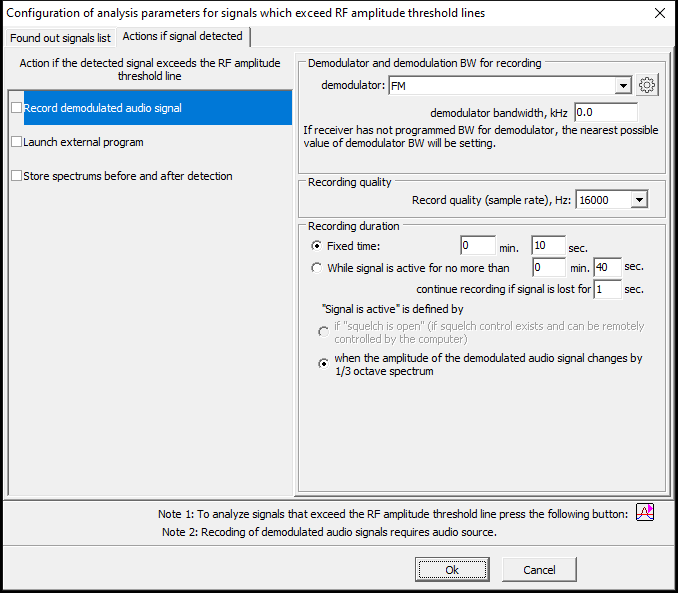 Configuration of analysis parameters for signals which exceed RF amplitude threshold lines
Found out signals list
Actions if signal detected
Action if the detected signal exceeds the RF amplitude
threshold line
Record demodulated audio signal
Launch external program
Store spectrums before and after detection
Demodulator and demodulation BW for recording
demodulator: FM
demodulator bandwidth, kHz 0.0
If receiver has not programmed BW for demodulator, the nearest possible
value of demodulator BW will be setting.
Recording quality
Record quality (sample rate), Hz: 16000
Recording duration
Fixed time: 0 min. 10 sec.
While signal is active for no more than 0 min. 40 sec.
continue recording if signal is lost for 1 sec.
"Signal is active" is defined by
if "squelch is open" (if squelch control exists and can be remotely
controlled by the computer)
when the amplitude of the demodulated audio signal changes by
1/3 octave spectrum
Note 1: To analyze signals that exceed the RF amplitude threshold line press the following button:
Note 2: Recoding of demodulated audio signals requires audio source.
Ok
Cancel